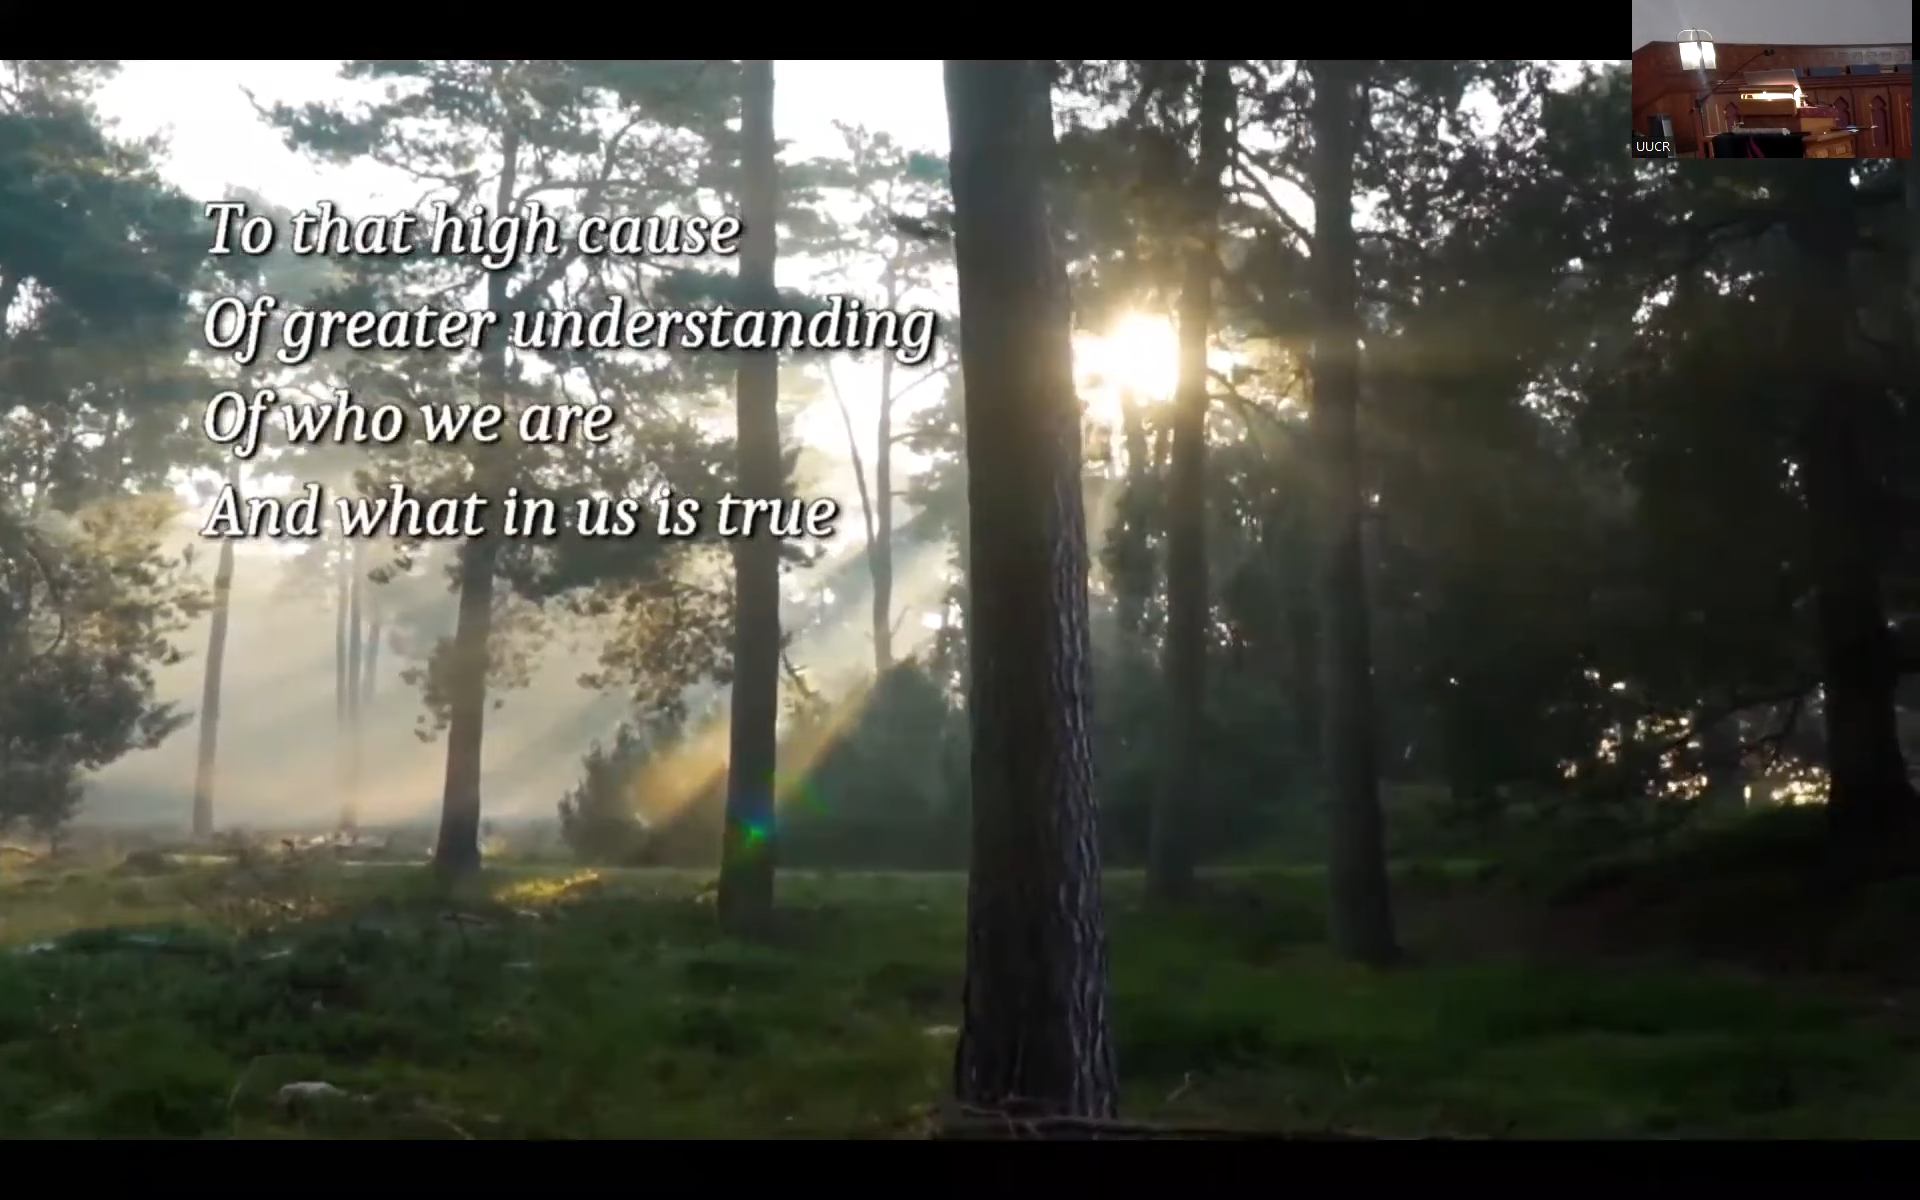 To that high cause
Of greater understanding
Of who we are
And what in us is true
UUCR